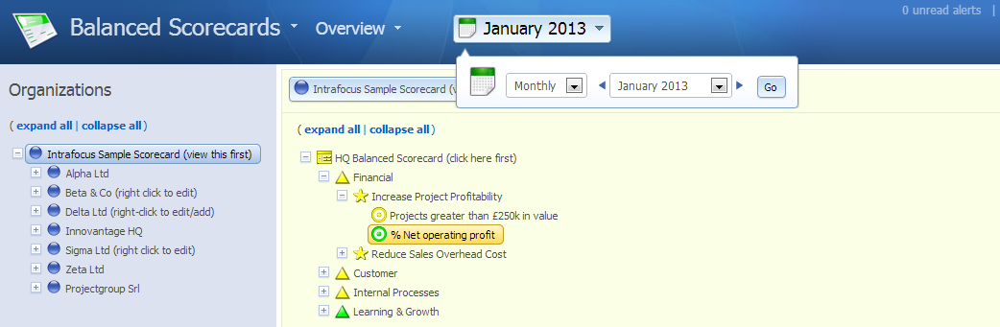 Balanced Scorecards
Overview
January 2013
0 unread alerts |
Monthly
January 2013
Go
Organizations
( expand all | collapse all )
Intrafocus Sample Scorecard (view this first)
Alpha Ltd
Beta & Co (right click to edit)
Delta Ltd (right-click to edit/add)
Innovantage HQ
Sigma Ltd (right click to edit)
Zeta Ltd
Projectgroup Srl
Intrafocus Sample Scorecard (
( expand all | collapse all )
HQ Balanced Scorecard (click here first)
Financial
Increase Project Profitability
Projects greater than £250k in value
% Net operating profit
Reduce Sales Overhead Cost
Customer
Internal Processes
Learning & Growth